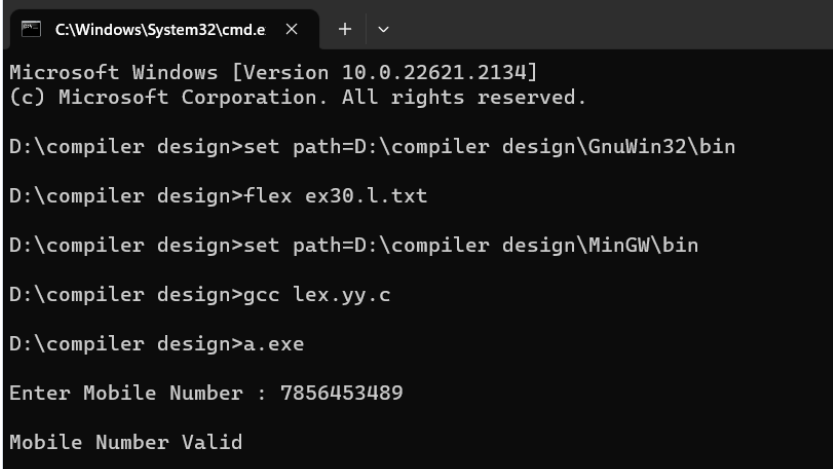 C:\Windows\System32\cmd.e
Microsoft Windows [Version 10.0.22621.2134]
(c) Microsoft Corporation. All rights reserved.
D:\compiler design>set path=D:\compiler design\GnuWin32\bin
D:\compiler design>flex ex30.l.txt
D:\compiler design>set path=D:\compiler design\MinGW\bin
D:\compiler design>gcc lex.yy.c
D:\compiler design>a.exe
Enter Mobile Number : 7856453489
Mobile Number Valid